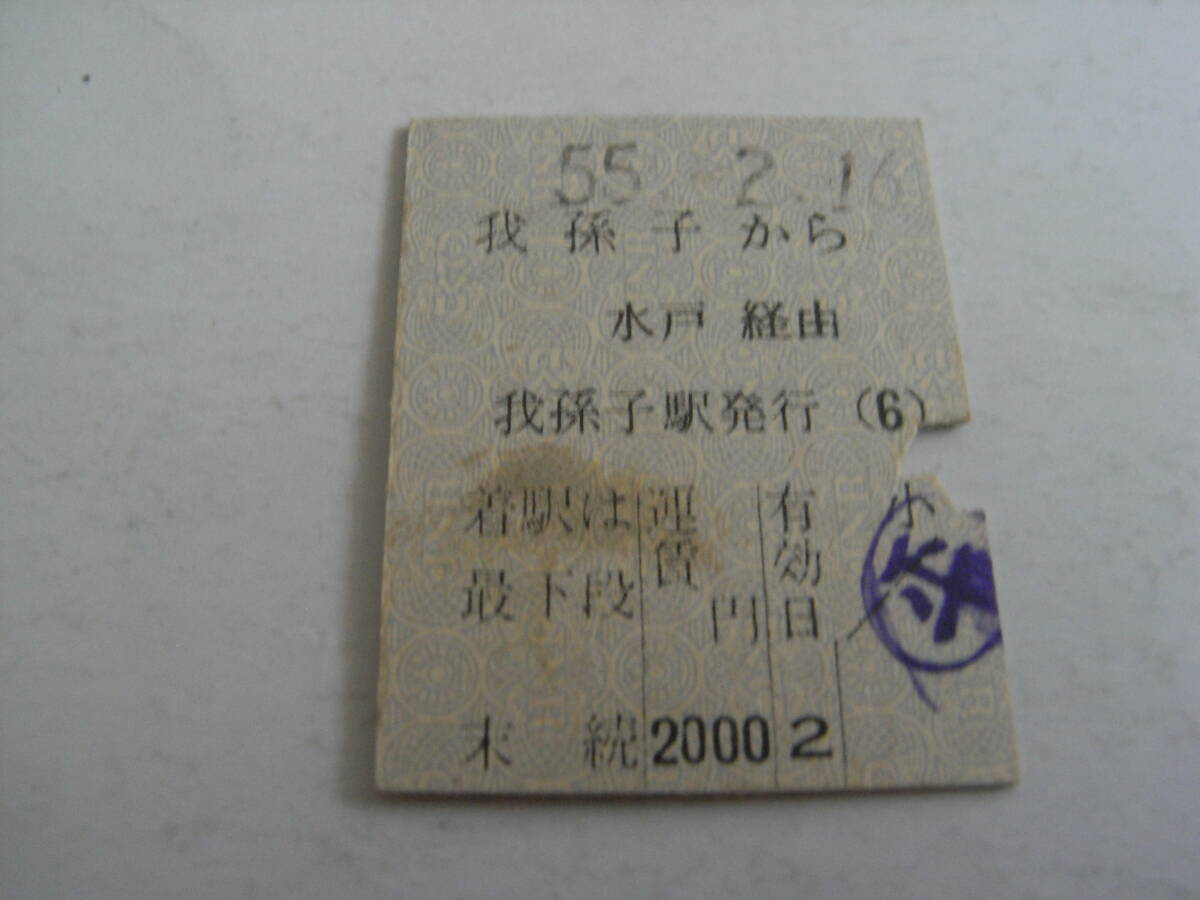 55.2.16
我孫子から
水戸 経由
我孫子駅発行 (6)
着駅は最下段
運賃 円
有効日
小
末続 2000 2